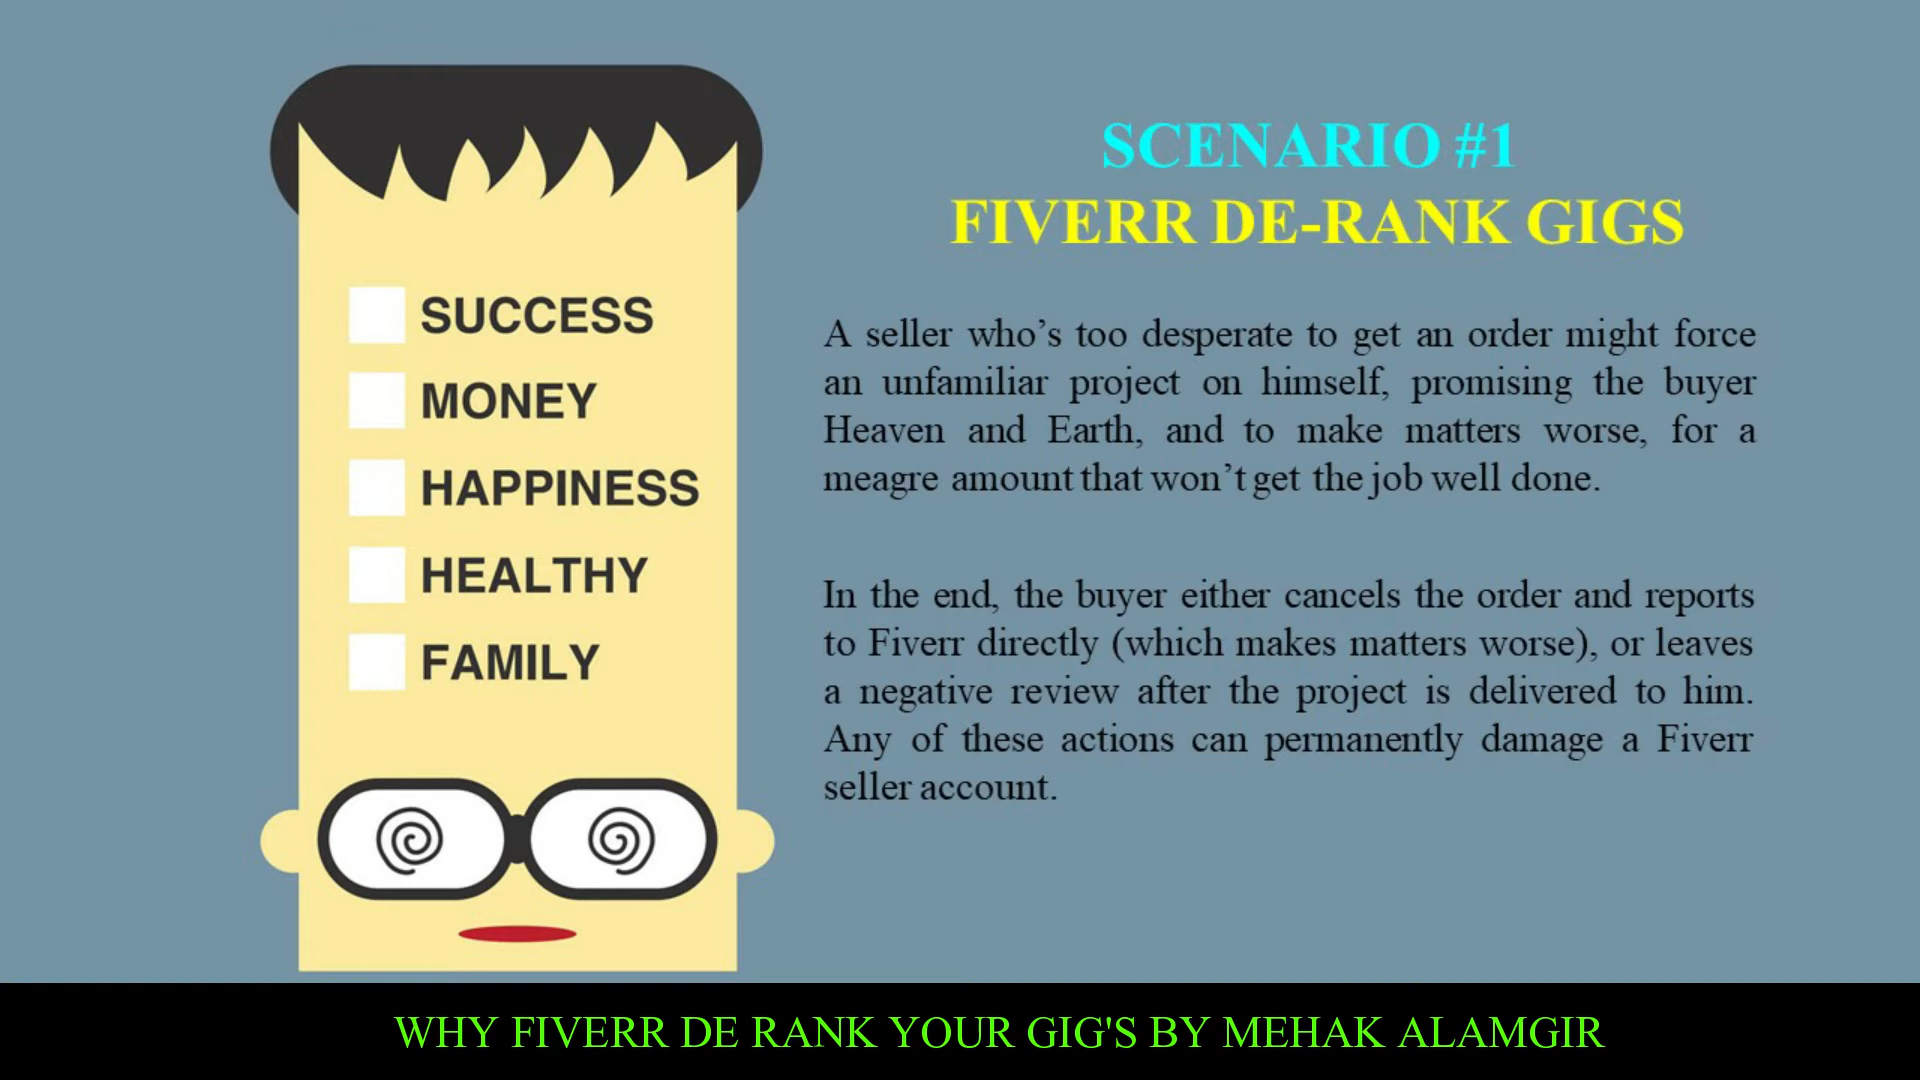 SUCCESS
MONEY
HAPPINESS
HEALTHY
FAMILY
SCENARIO #1
FIVERR DE-RANK GIGS
A seller who’s too desperate to get an order might force
an unfamiliar project on himself, promising the buyer
Heaven and Earth, and to make matters worse, for a
meagre amount that won’t get the job well done.
In the end, the buyer either cancels the order and reports
to Fiverr directly (which makes matters worse), or leaves
a negative review after the project is delivered to him.
Any of these actions can permanently damage a Fiverr
seller account.
WHY FIVERR DE RANK YOUR GIG'S BY MEHAK ALAMGIR